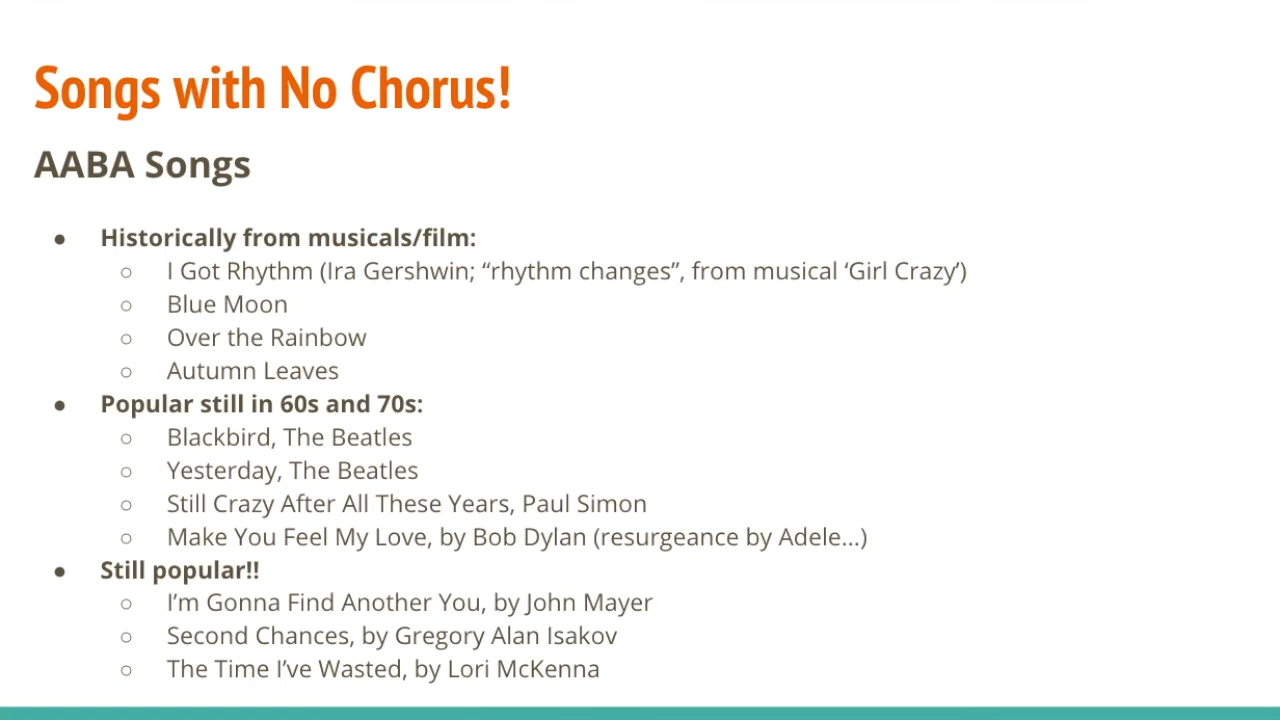 Songs with No Chorus!
AABA Songs
● Historically from musicals/film:
○ I Got Rhythm (Ira Gershwin; “rhythm changes”, from musical ‘Girl Crazy’)
○ Blue Moon
○ Over the Rainbow
○ Autumn Leaves
● Popular still in 60s and 70s:
○ Blackbird, The Beatles
○ Yesterday, The Beatles
○ Still Crazy After All These Years, Paul Simon
○ Make You Feel My Love, by Bob Dylan (resurgeance by Adele...)
● Still popular!!
○ I’m Gonna Find Another You, by John Mayer
○ Second Chances, by Gregory Alan Isakov
○ The Time I’ve Wasted, by Lori McKenna